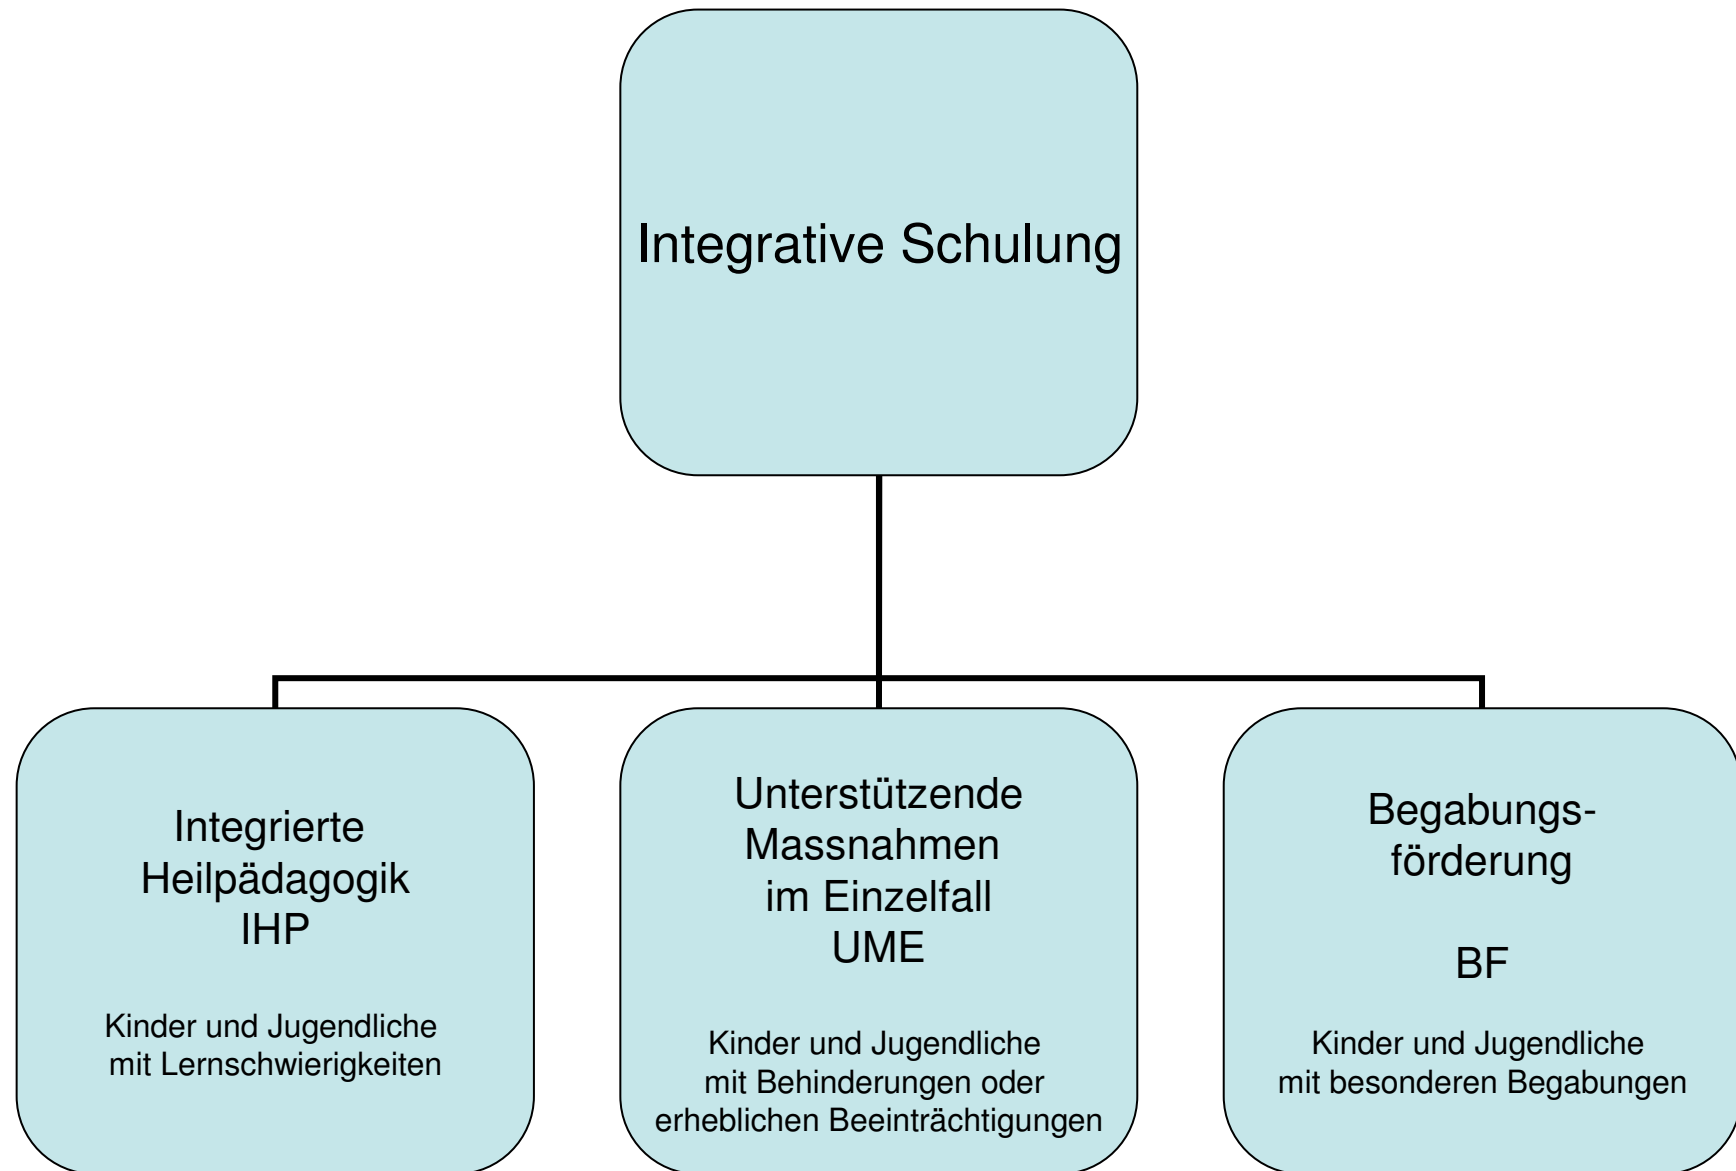 Integrative Schulung
Integrierte
Heilpädagogik
IHP
Kinder und Jugendliche
mit Lernschwierigkeiten
Unterstützende
Massnahmen
im Einzelfall
UME
Kinder und Jugendliche
mit Behinderungen oder
erheblichen Beeinträchtigungen
Begabungs-
förderung
BF
Kinder und Jugendliche
mit besonderen Begabungen